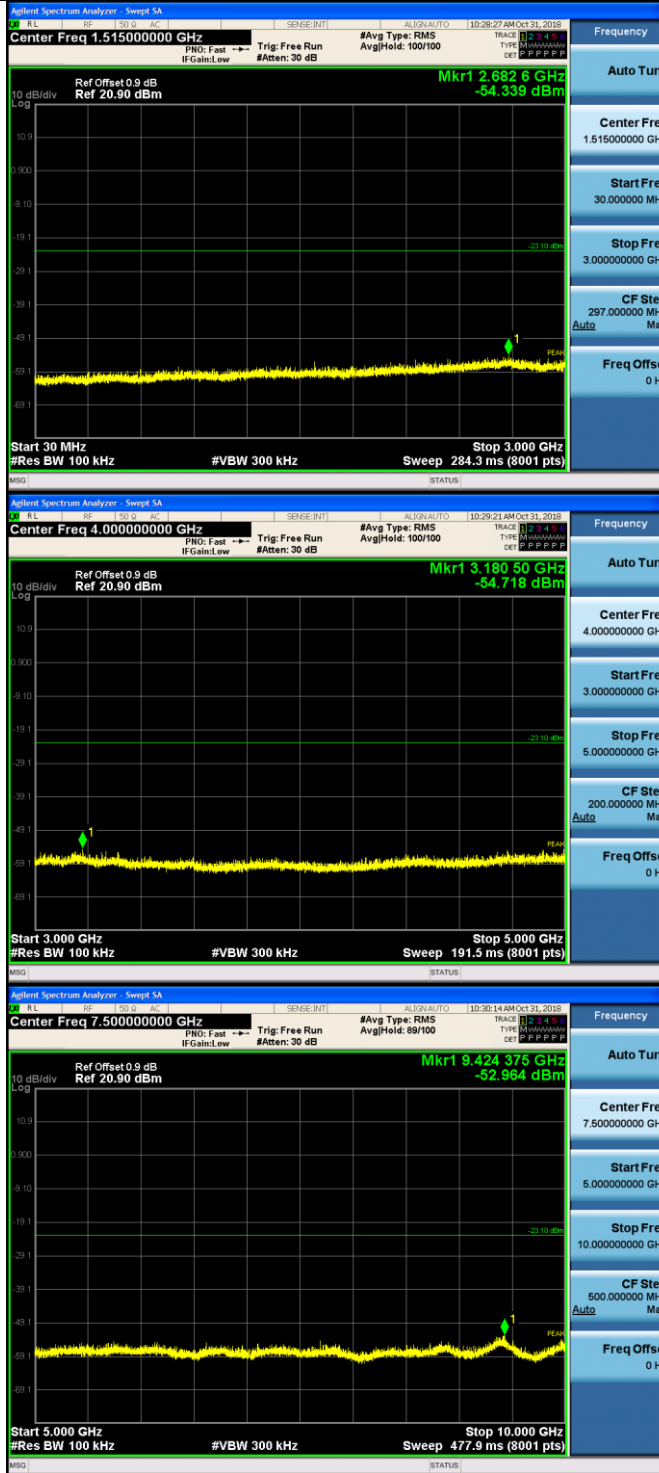 Agilent Spectrum Analyzer - Swept SA
RL RF 50 Ω AC SENSE:INT ALIGNAUTO 10:28:27 AM Oct 31, 2018
Center Freq 1.515000000 GHz #Avg Type: RMS TRACE 1 2 3 4 5 6
PNO: Fast Trig: Free Run Avg|Hold: 100/100 TYPE M
IFGain:Low #Atten: 30 dB DET P P P P P P
Mkr1 2.682 6 GHz
-54.339 dBm
Ref Offset 0.9 dB
10 dB/div Ref 20.90 dBm
Log
10.9
0.900
-9.10
-19.1
-23.10 dBm
-29.1
-39.1
-49.1
1
PEAK
-59.1
-69.1
Start 30 MHz Stop 3.000 GHz
#Res BW 100 kHz #VBW 300 kHz Sweep 284.3 ms (8001 pts)
MSG STATUS
Frequency
Auto Tun
Center Fre
1.515000000 GH
Start Fre
30.000000 MH
Stop Fre
3.000000000 GH
CF Ste
297.000000 MH
Auto Ma
Freq Offse
0 H
Agilent Spectrum Analyzer - Swept SA
RL RF 50 Ω AC SENSE:INT ALIGNAUTO 10:29:21 AM Oct 31, 2018
Center Freq 4.000000000 GHz #Avg Type: RMS TRACE 1 2 3 4 5 6
PNO: Fast Trig: Free Run Avg|Hold: 100/100 TYPE M
IFGain:Low #Atten: 30 dB DET P P P P P P
Mkr1 3.180 50 GHz
-54.718 dBm
Ref Offset 0.9 dB
10 dB/div Ref 20.90 dBm
Log
10.9
0.900
-9.10
-19.1
-23.10 dBm
-29.1
-39.1
-49.1
1
PEAK
-59.1
-69.1
Start 3.000 GHz Stop 5.000 GHz
#Res BW 100 kHz #VBW 300 kHz Sweep 191.5 ms (8001 pts)
MSG STATUS
Frequency
Auto Tun
Center Fre
4.000000000 GH
Start Fre
3.000000000 GH
Stop Fre
5.000000000 GH
CF Ste
200.000000 MH
Auto Ma
Freq Offse
0 H
Agilent Spectrum Analyzer - Swept SA
RL RF 50 Ω AC SENSE:INT ALIGNAUTO 10:30:14 AM Oct 31, 2018
Center Freq 7.500000000 GHz #Avg Type: RMS TRACE 1 2 3 4 5 6
PNO: Fast Trig: Free Run Avg|Hold: 89/100 TYPE M
IFGain:Low #Atten: 30 dB DET P P P P P P
Mkr1 9.424 375 GHz
-52.964 dBm
Ref Offset 0.9 dB
10 dB/div Ref 20.90 dBm
Log
10.9
0.900
-9.10
-19.1
-23.10 dBm
-29.1
-39.1
-49.1
1
PEAK
-59.1
-69.1
Start 5.000 GHz Stop 10.000 GHz
#Res BW 100 kHz #VBW 300 kHz Sweep 477.9 ms (8001 pts)
MSG STATUS
Frequency
Auto Tun
Center Fre
7.500000000 GH
Start Fre
5.000000000 GH
Stop Fre
10.000000000 GH
CF Ste
500.000000 MH
Auto Ma
Freq Offse
0 H